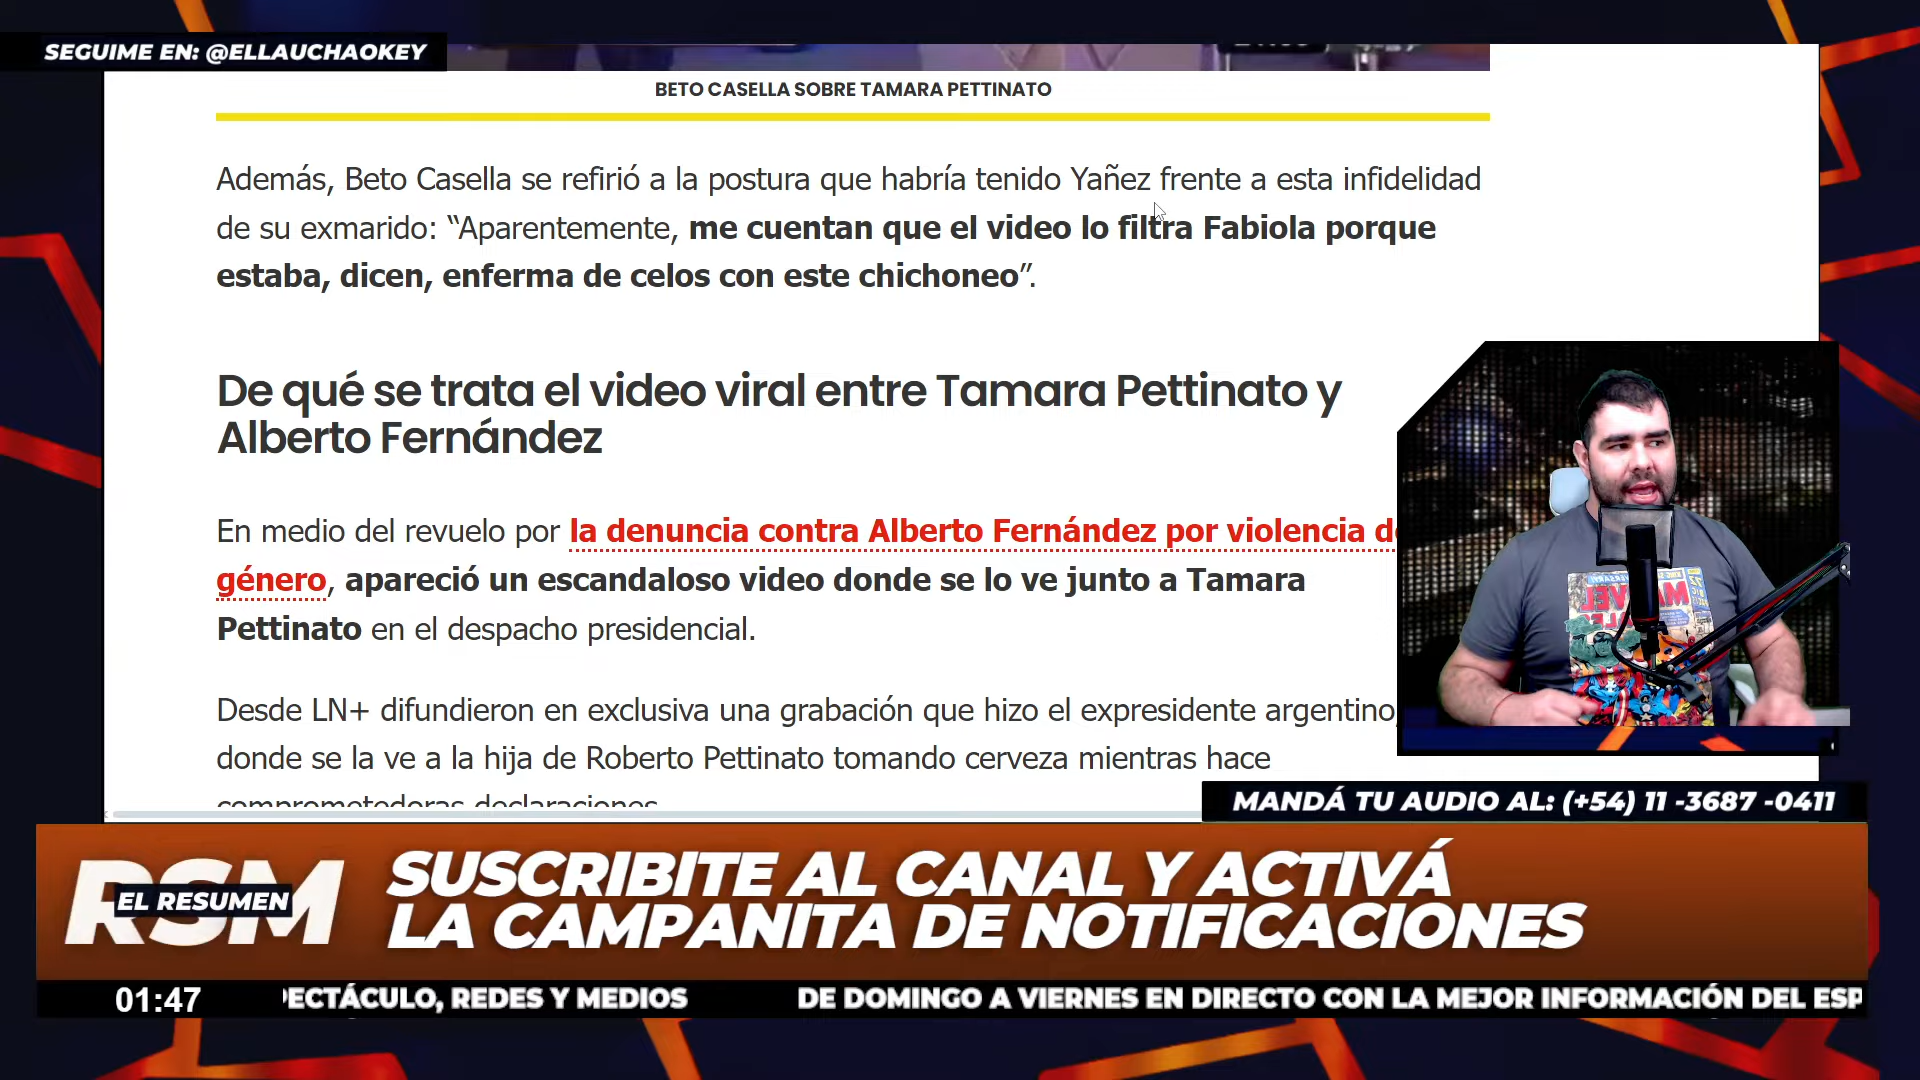 SEGUIME EN: @ELLAUCHAOKEY
BETO CASELLA SOBRE TAMARA PETTINATO
Además, Beto Casella se refirió a la postura que habría tenido Yañez frente a esta infidelidad
de su exmarido: “Aparentemente, me cuentan que el video lo filtra Fabiola porque
estaba, dicen, enferma de celos con este chichoneo”.
De qué se trata el video viral entre Tamara Pettinato y
Alberto Fernández
En medio del revuelo por la denuncia contra Alberto Fernández por violencia de
género, apareció un escandaloso video donde se lo ve junto a Tamara
Pettinato en el despacho presidencial.
Desde LN+ difundieron en exclusiva una grabación que hizo el expresidente argentino,
donde se la ve a la hija de Roberto Pettinato tomando cerveza mientras hace
comprometedoras declaraciones
MANDÁ TU AUDIO AL: (+54) 11 -3687 -0411
RSM
EL RESUMEN
SUSCRIBITE AL CANAL Y ACTIVÁ
LA CAMPANITA DE NOTIFICACIONES
01:47
PECTÁCULO, REDES Y MEDIOS DE DOMINGO A VIERNES EN DIRECTO CON LA MEJOR INFORMACIÓN DEL ESP